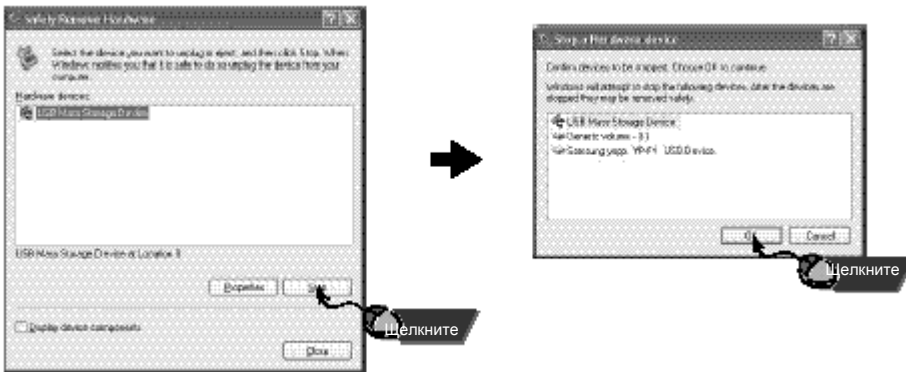 Safely Remove Hardware
Select the device you want to unplug or eject, and then click Stop. When
Windows notifies you that it is safe to do so unplug the device from your
computer.
Hardware devices:
USB Mass Storage Device
USB Mass Storage Device at Location 0
Properties Stop
Щелкните
Display device components
Close
Stop a Hardware device
Confirm devices to be stopped, Choose OK to continue.
Windows will attempt to stop the following devices. After the devices are
stopped they may be removed safely.
USB Mass Storage Device
Generic volume -
Samsung yepp YP-F1 USB Device
OK Cancel
Щелкните